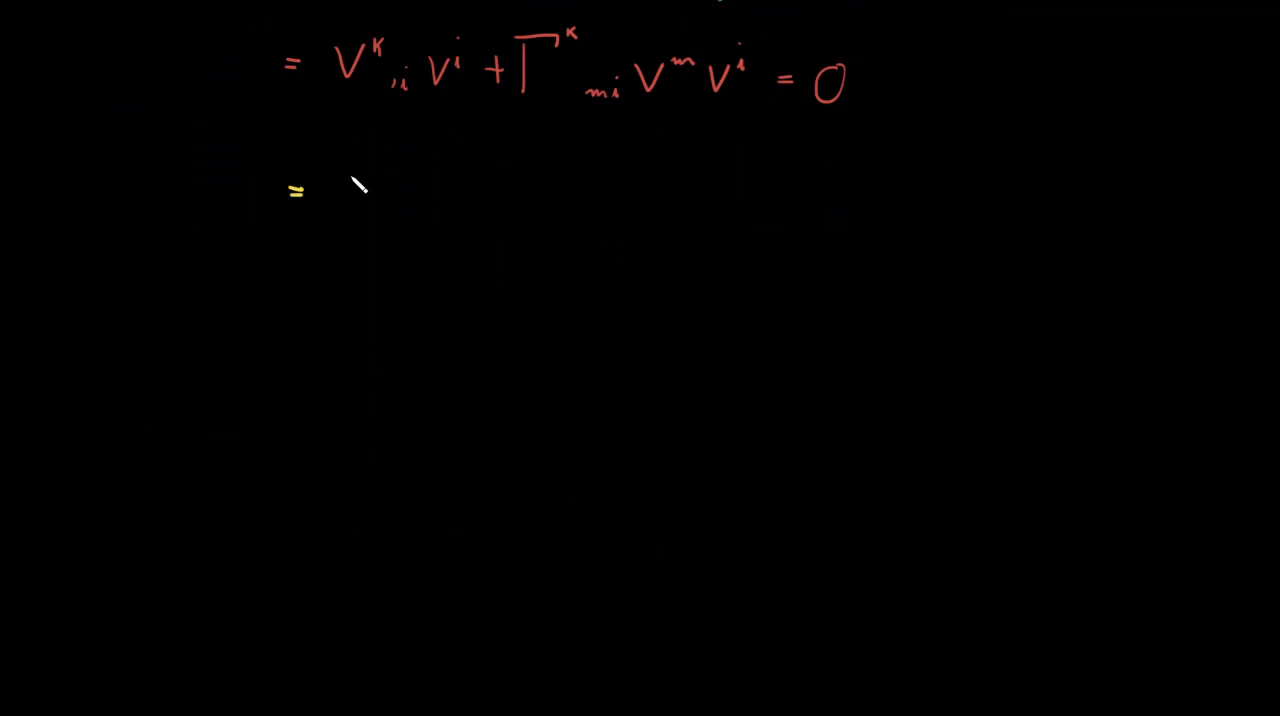 = V^k_{,i} V^i + Γ^k_{mi} V^m V^i = 0
=